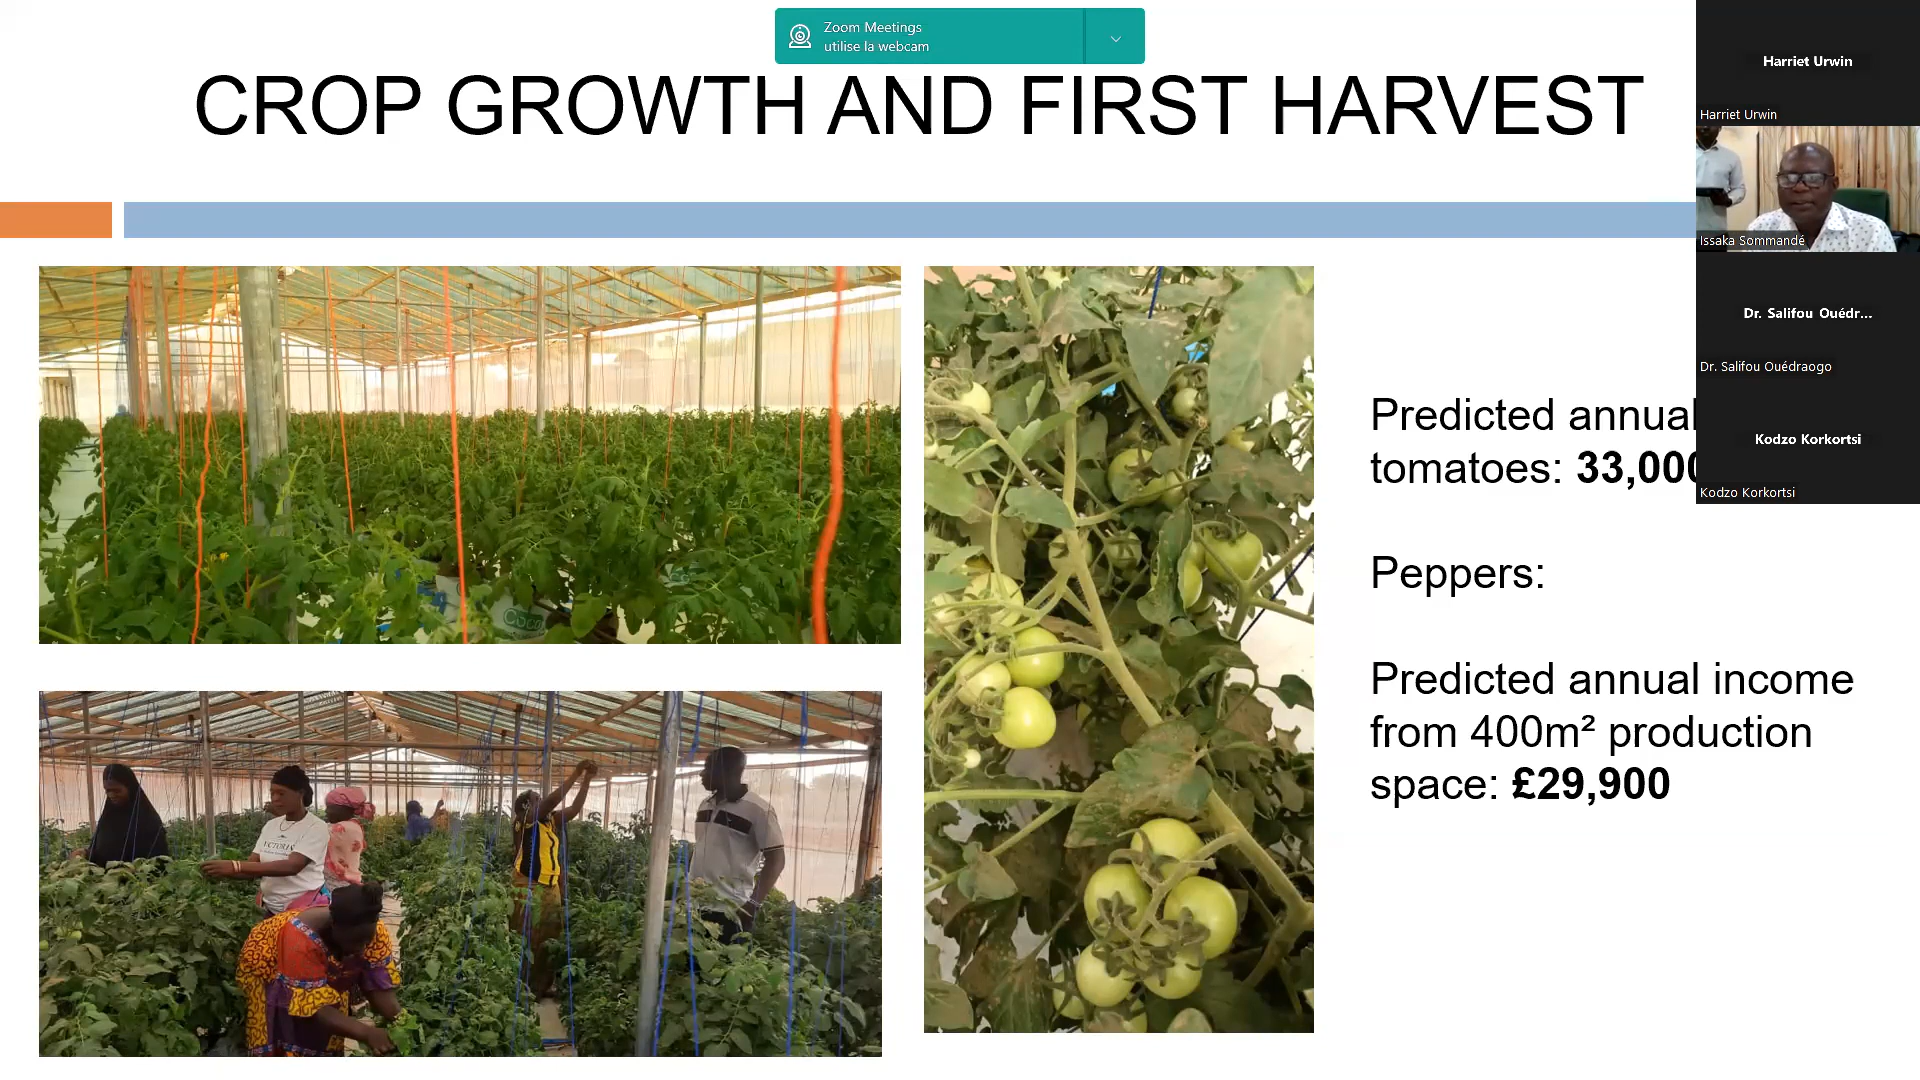 Zoom Meetings
utilise la webcam
CROP GROWTH AND FIRST HARVEST
Harriet Urwin
Harriet Urwin
Issaka Sommandé
Dr. Salifou Ouédr...
Dr. Salifou Ouédraogo
Kodzo Korkortsi
Kodzo Korkortsi
Predicted annual
tomatoes: 33,000
Peppers:
Predicted annual income
from 400m² production
space: £29,900